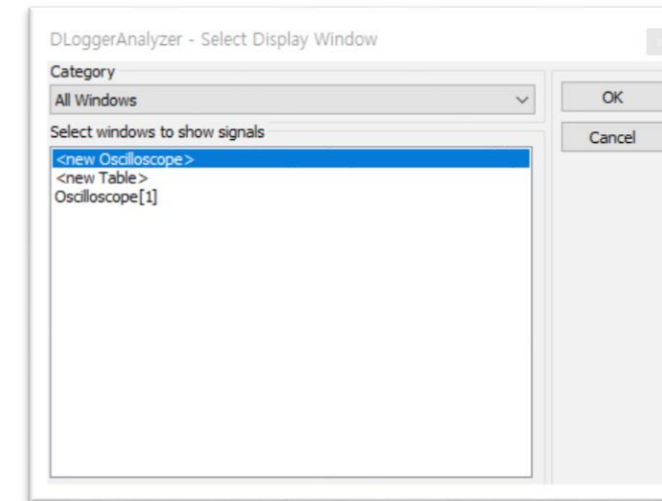 DLoggerAnalyzer - Select Display Window
Category
All Windows
OK
Select windows to show signals
Cancel
<new Oscilloscope>
<new Table>
Oscilloscope[1]